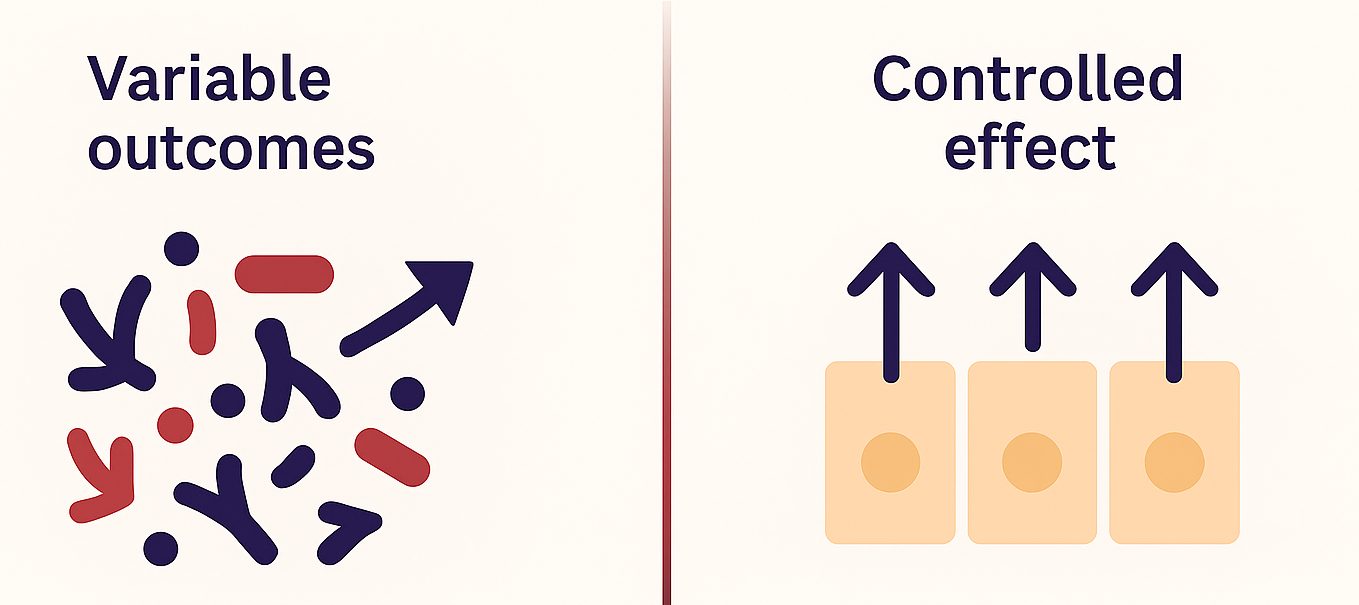 Variable
outcomes
Controlled
effect